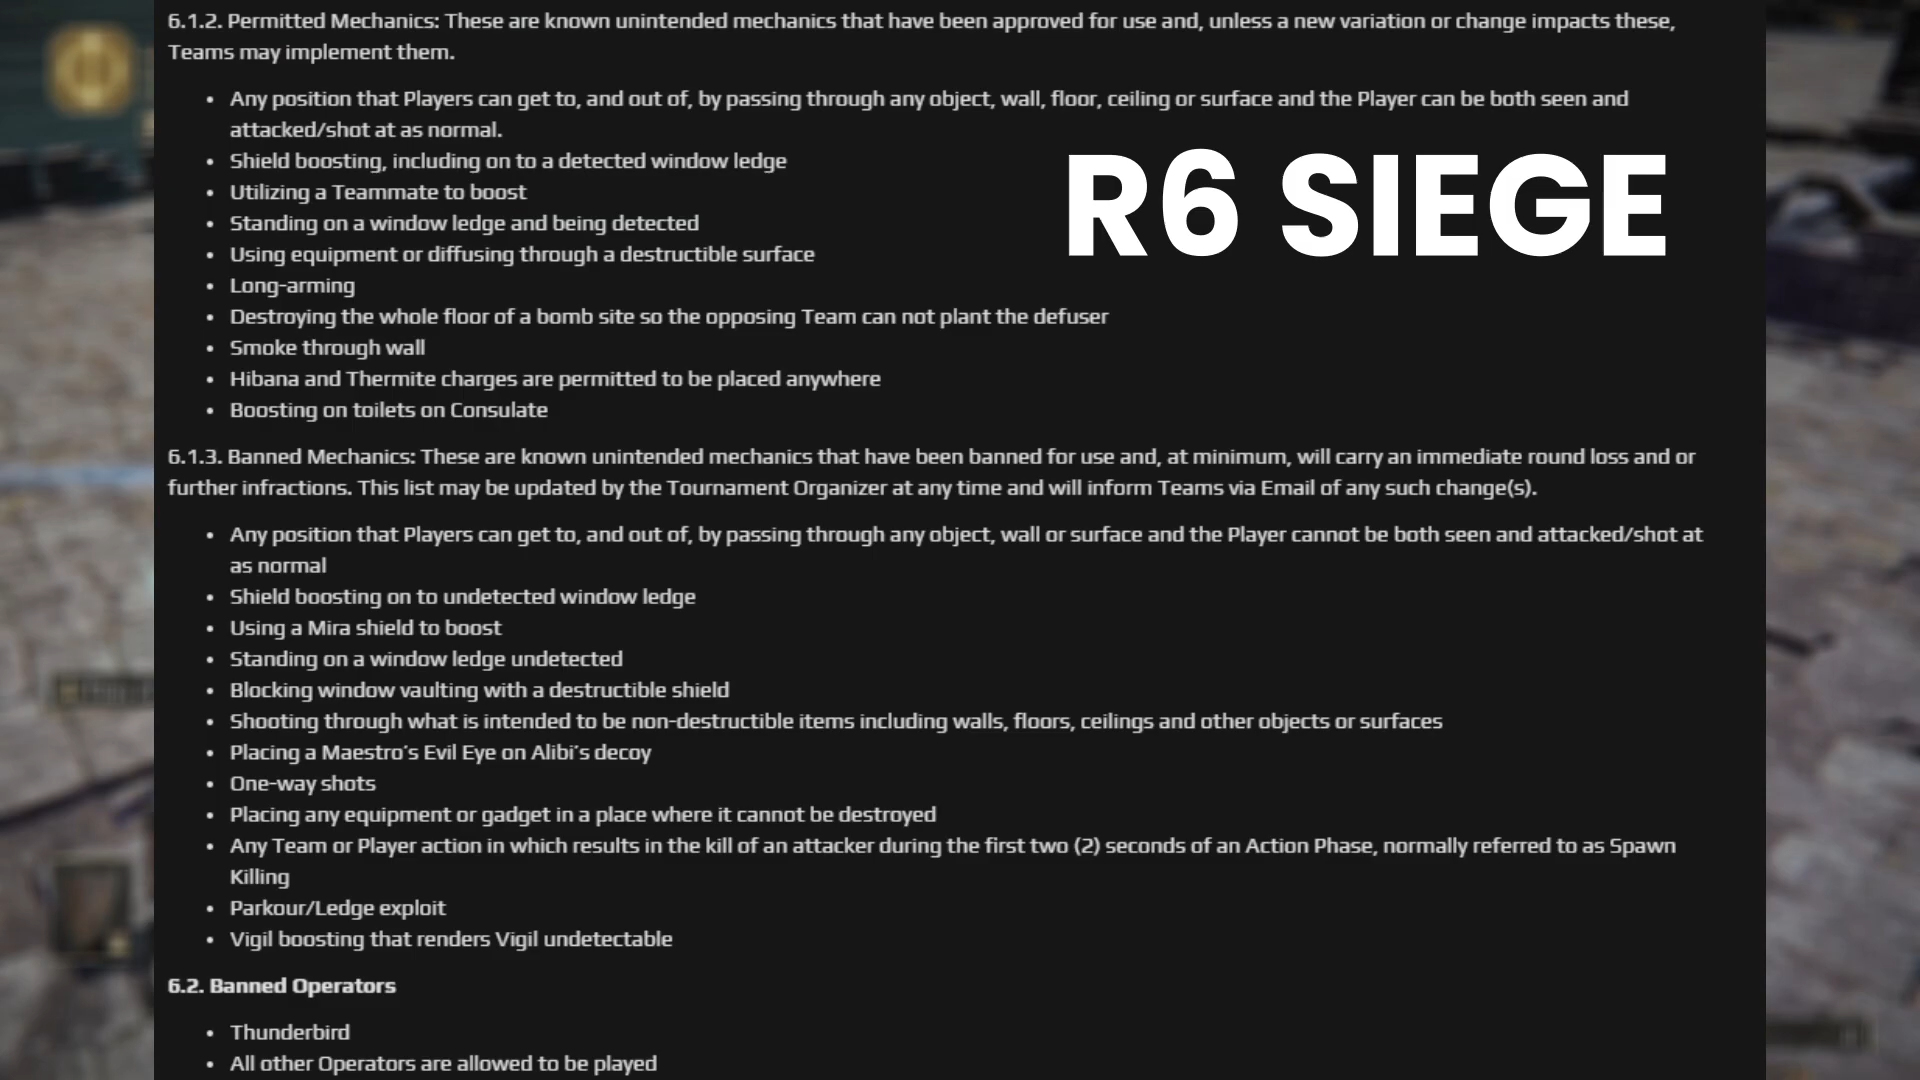 6.1.2. Permitted Mechanics: These are known unintended mechanics that have been approved for use and, unless a new variation or change impacts these,
Teams may implement them.
• Any position that Players can get to, and out of, by passing through any object, wall, floor, ceiling or surface and the Player can be both seen and
attacked/shot at as normal.
• Shield boosting, including on to a detected window ledge
R6 SIEGE
• Utilizing a Teammate to boost
• Standing on a window ledge and being detected
• Using equipment or diffusing through a destructible surface
• Long-arming
• Destroying the whole floor of a bomb site so the opposing Team can not plant the defuser
• Smoke through wall
• Hibana and Thermite charges are permitted to be placed anywhere
• Boosting on toilets on Consulate
6.1.3. Banned Mechanics: These are known unintended mechanics that have been banned for use and, at minimum, will carry an immediate round loss and or
further infractions. This list may be updated by the Tournament Organizer at any time and will inform Teams via Email of any such change(s).
• Any position that Players can get to, and out of, by passing through any object, wall or surface and the Player cannot be both seen and attacked/shot at
as normal
• Shield boosting on to undetected window ledge
• Using a Mira shield to boost
• Standing on a window ledge undetected
• Blocking window vaulting with a destructible shield
• Shooting through what is intended to be non-destructible items including walls, floors, ceilings and other objects or surfaces
• Placing a Maestro's Evil Eye on Alibi's decoy
• One-way shots
• Placing any equipment or gadget in a place where it cannot be destroyed
• Any Team or Player action in which results in the kill of an attacker during the first two (2) seconds of an Action Phase, normally referred to as Spawn
Killing
• Parkour/Ledge exploit
• Vigil boosting that renders Vigil undetectable
6.2. Banned Operators
• Thunderbird
• All other Operators are allowed to be played